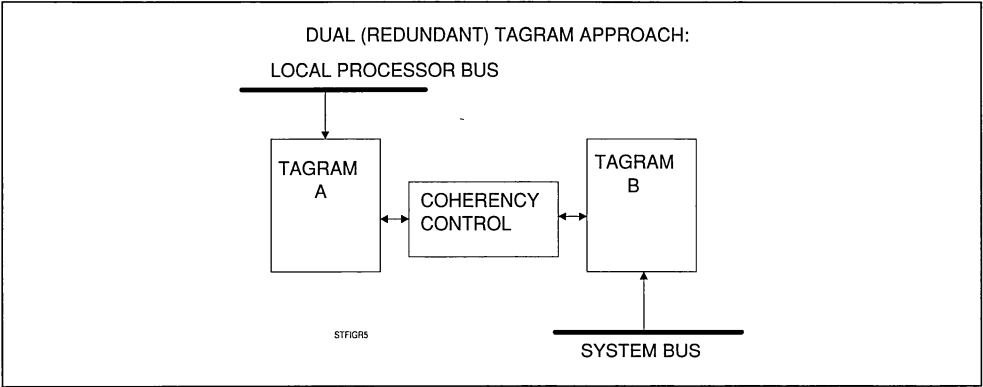 DUAL (REDUNDANT) TAGRAM APPROACH:
LOCAL PROCESSOR BUS
TAGRAM
A
COHERENCY
CONTROL
TAGRAM
B
STFIGR5
SYSTEM BUS